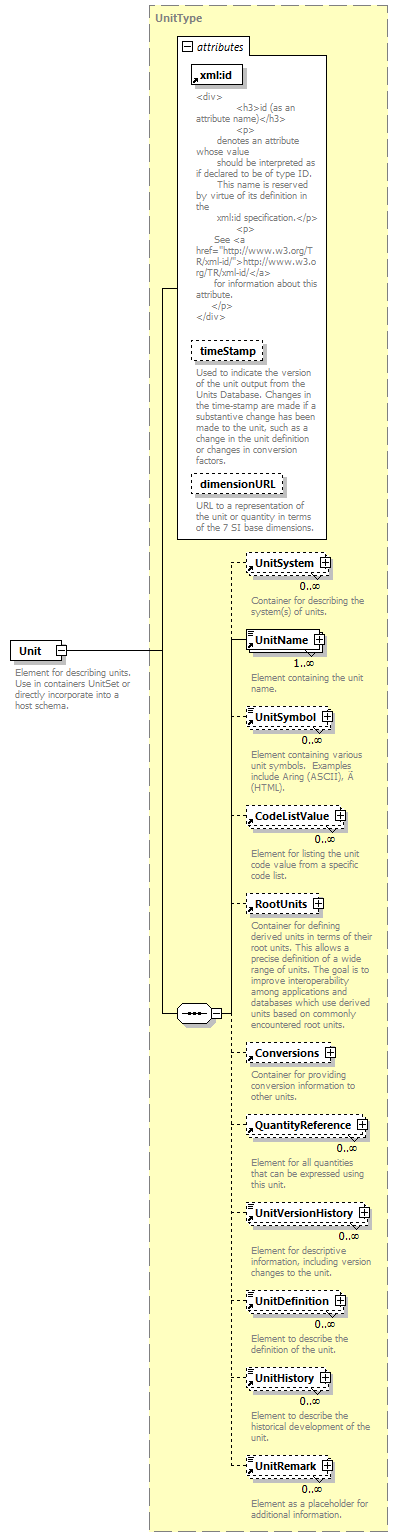 UnitType
attributes
xml:id
<div>
<h3>id (as an
attribute name)</h3>
<p>
denotes an attribute
whose value
should be interpreted as
if declared to be of type ID.
This name is reserved
by virtue of its definition in
the
xml:id specification.</p>
<p>
See <a
href="http://www.w3.org/T
R/xml-id/">http://www.w3.o
rg/TR/xml-id/</a>
for information about this
attribute.
</p>
</div>
timeStamp
Used to indicate the version
of the unit output from the
Units Database. Changes in
the time-stamp are made if a
substantive change has been
made to the unit, such as a
change in the unit definition
or changes in conversion
factors.
dimensionURL
URL to a representation of
the unit or quantity in terms
of the 7 SI base dimensions.
Unit
Element for describing units.
Use in containers UnitSet or
directly incorporate into a
host schema.
UnitSystem
0..∞
Container for describing the
system(s) of units.
UnitName
1..∞
Element containing the unit
name.
UnitSymbol
0..∞
Element containing various
unit symbols.  Examples
include Aring (ASCII), Å
(HTML).
CodeListValue
0..∞
Element for listing the unit
code value from a specific
code list.
RootUnits
Container for defining
derived units in terms of their
root units. This allows a
precise definition of a wide
range of units. The goal is to
improve interoperability
among applications and
databases which use derived
units based on commonly
encountered root units.
Conversions
Container for providing
conversion information to
other units.
QuantityReference
0..∞
Element for all quantities
that can be expressed using
this unit.
UnitVersionHistory
0..∞
Element for descriptive
information, including version
changes to the unit.
UnitDefinition
0..∞
Element to describe the
definition of the unit.
UnitHistory
0..∞
Element to describe the
historical development of the
unit.
UnitRemark
0..∞
Element as a placeholder for
additional information.